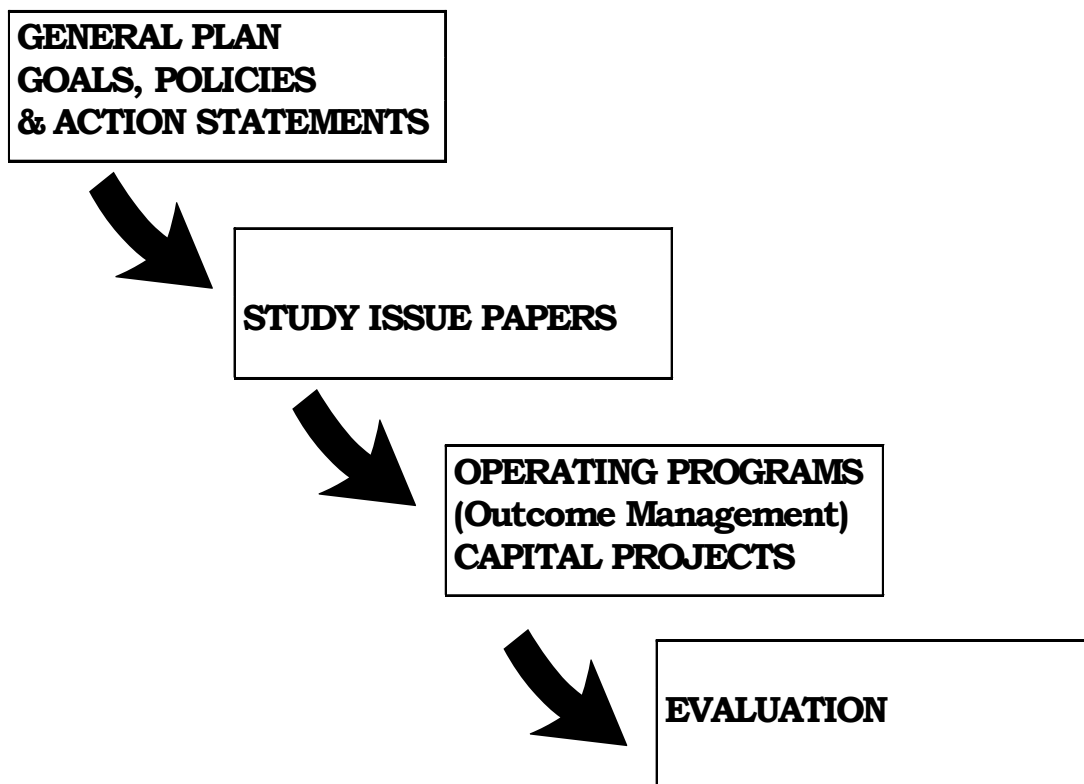 GENERAL PLAN
GOALS, POLICIES
& ACTION STATEMENTS
STUDY ISSUE PAPERS
OPERATING PROGRAMS
(Outcome Management)
CAPITAL PROJECTS
EVALUATION